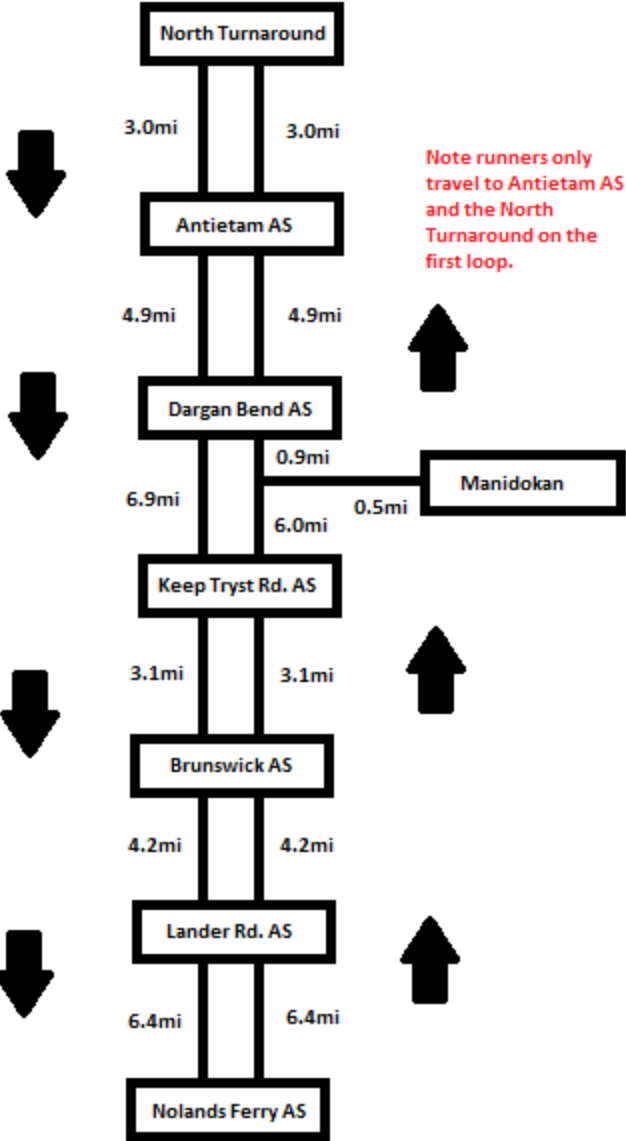 North Turnaround
3.0mi
3.0mi
Note runners only
travel to Antietam AS
and the North
Turnaround on the
first loop.
Antietam AS
4.9mi
4.9mi
Dargan Bend AS
0.9mi
Manidokan
6.9mi
0.5mi
6.0mi
Keep Tryst Rd. AS
3.1mi
3.1mi
Brunswick AS
4.2mi
4.2mi
Lander Rd. AS
6.4mi
6.4mi
Nolands Ferry AS